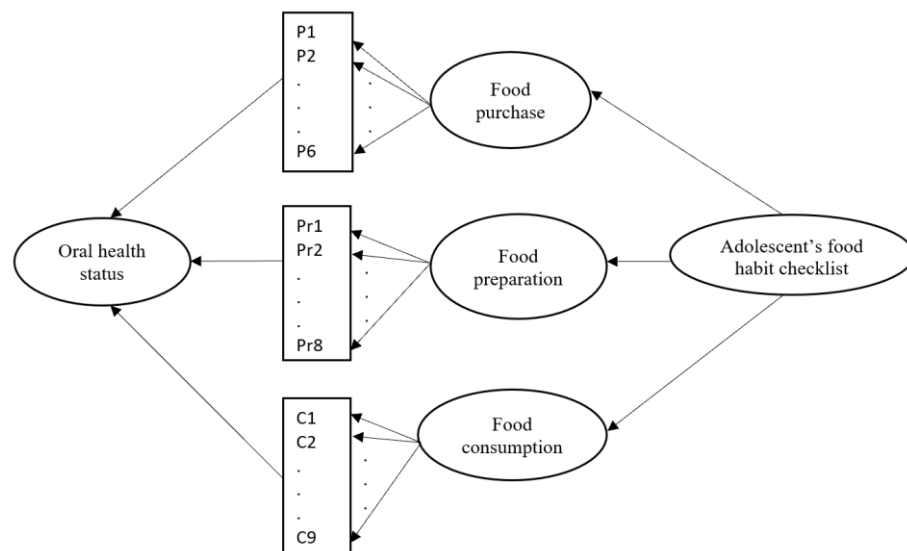 P1
P2
.
.
.
P6
.
.
.
Food
purchase
Oral health
status
Pr1
Pr2
.
.
.
Pr8
.
.
.
Food
preparation
Adolescent's food
habit checklist
C1
C2
.
.
.
C9
.
.
.
Food
consumption